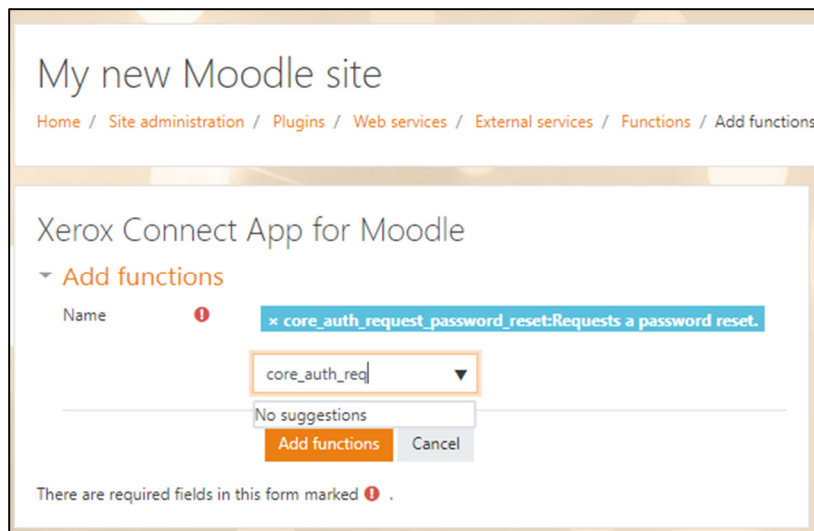 My new Moodle site
Home / Site administration / Plugins / Web services / External services / Functions / Add functions
Xerox Connect App for Moodle
Add functions
Name
× core_auth_request_password_reset:Requests a password reset.
core_auth_req
No suggestions
Add functions Cancel
There are required fields in this form marked .